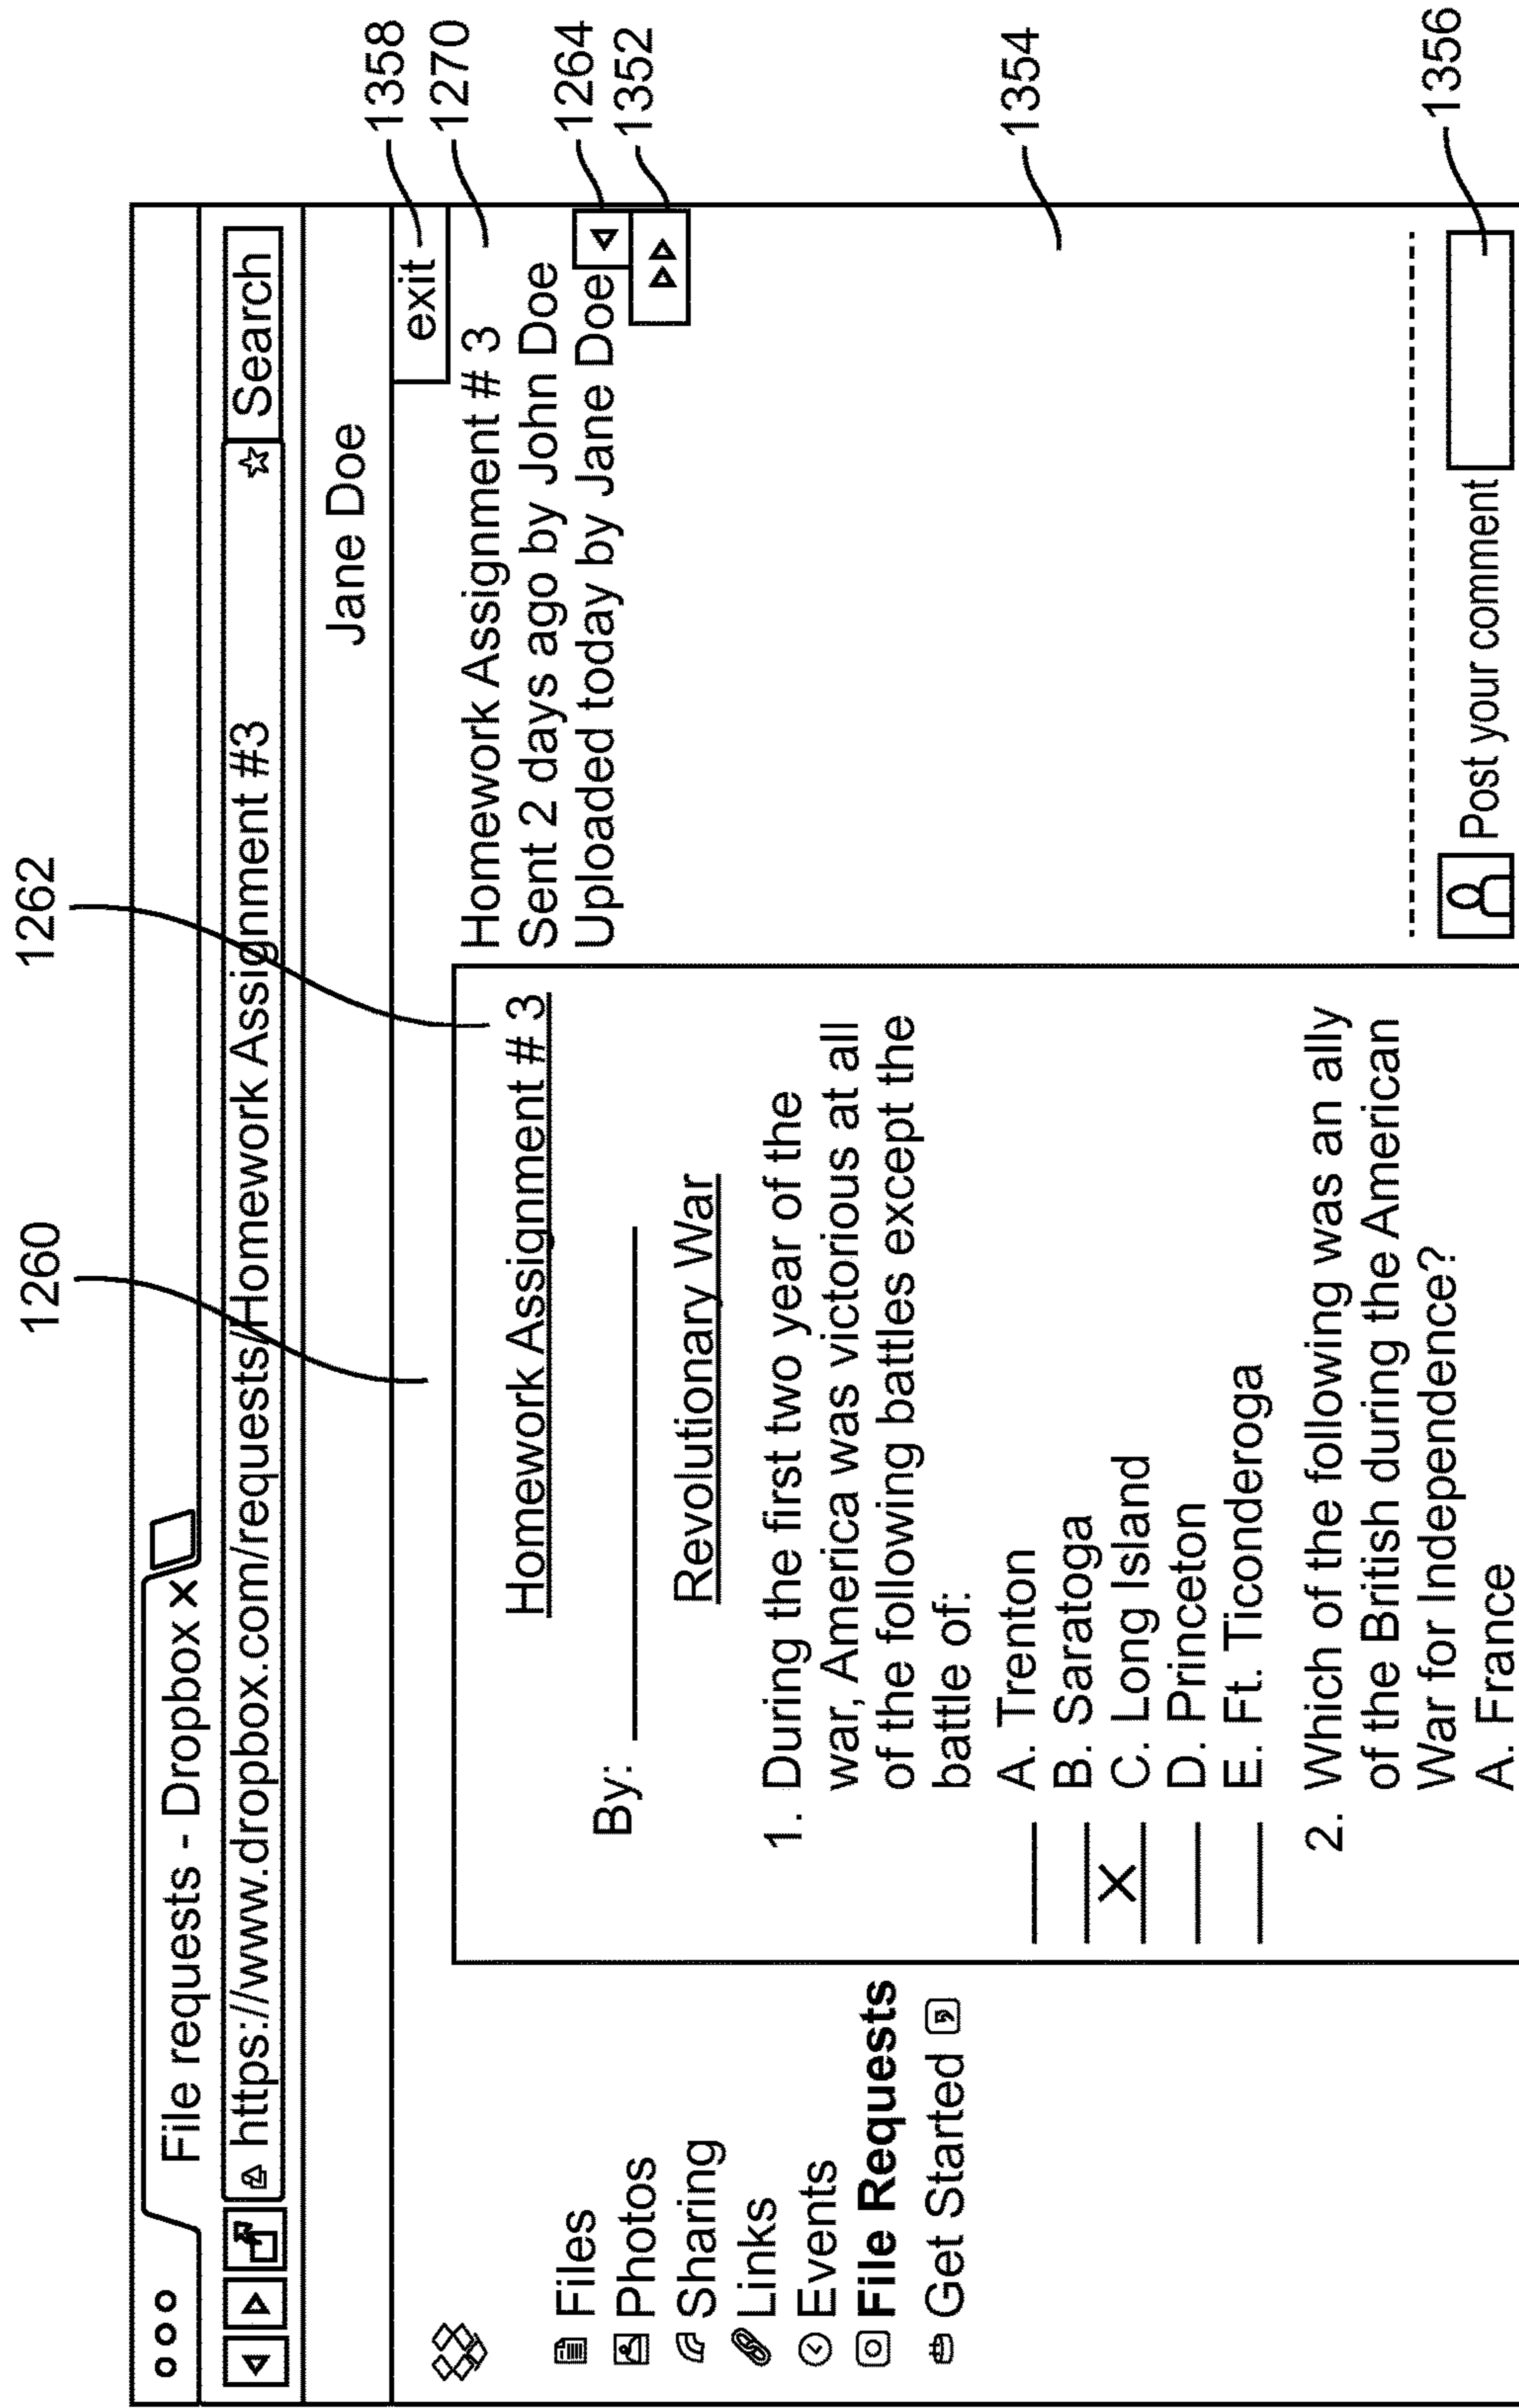 1260
1262
File requests - Dropbox X
https://www.dropbox.com/requests/Homework Assignment #3
Search
Jane Doe
exit
1358
1270
1264
1352
1354
1356
Files
Photos
Sharing
Links
Events
File Requests
Get Started
Homework Assignment # 3
By:
Revolutionary War
1. During the first two year of the
war, America was victorious at all
of the following battles except the
battle of:
A. Trenton
B. Saratoga
X C. Long Island
D. Princeton
E. Ft. Ticonderoga
2. Which of the following was an ally
of the British during the American
War for Independence?
A. France
Homework Assignment # 3
Sent 2 days ago by John Doe
Uploaded today by Jane Doe
Post your comment